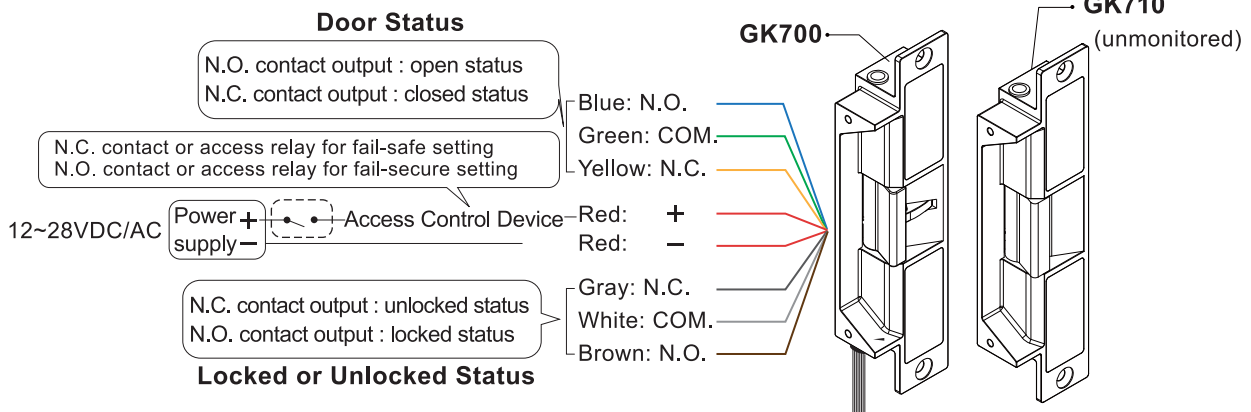 Door Status
N.O. contact output : open status
N.C. contact output : closed status
N.C. contact or access relay for fail-safe setting
N.O. contact or access relay for fail-secure setting
12~28VDC/AC
Power +
supply −
Access Control Device
Blue: N.O.
Green: COM.
Yellow: N.C.
Red: +
Red: −
Gray: N.C.
White: COM.
Brown: N.O.
N.C. contact output : unlocked status
N.O. contact output : locked status
Locked or Unlocked Status
GK700
GK710
(unmonitored)